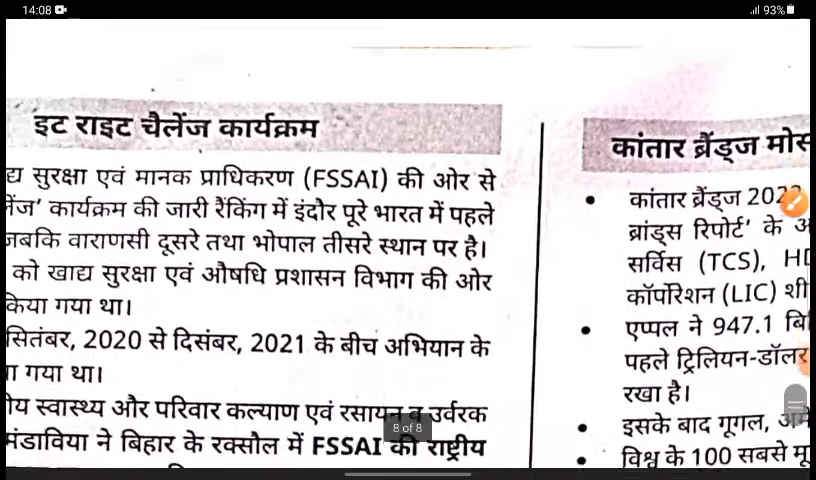 14:08
93%
इट राइट चैलेंज कार्यक्रम
द्य सुरक्षा एवं मानक प्राधिकरण (FSSAI) की ओर से
लेंज' कार्यक्रम की जारी रैंकिंग में इंदौर पूरे भारत में पहले
जबकि वाराणसी दूसरे तथा भोपाल तीसरे स्थान पर है।
को खाद्य सुरक्षा एवं औषधि प्रशासन विभाग की ओर
किया गया था।
सितंबर, 2020 से दिसंबर, 2021 के बीच अभियान के
गया था।
स्वास्थ्य और परिवार कल्याण एवं रसायन व उर्वरक
मंडाविया ने बिहार के रक्सौल में FSSAI की राष्ट्रीय
8 of 8
कांतार ब्रैंड्ज मोस
• कांतार ब्रैंड्ज 202
ब्रांड्स रिपोर्ट' के अ
सर्विस (TCS), HD
कॉर्पोरेशन (LIC) शी
• एप्पल ने 947.1 बि
पहले ट्रिलियन-डॉलर
रखा है।
• इसके बाद गूगल, अमे
• विश्व के 100 सबसे मू